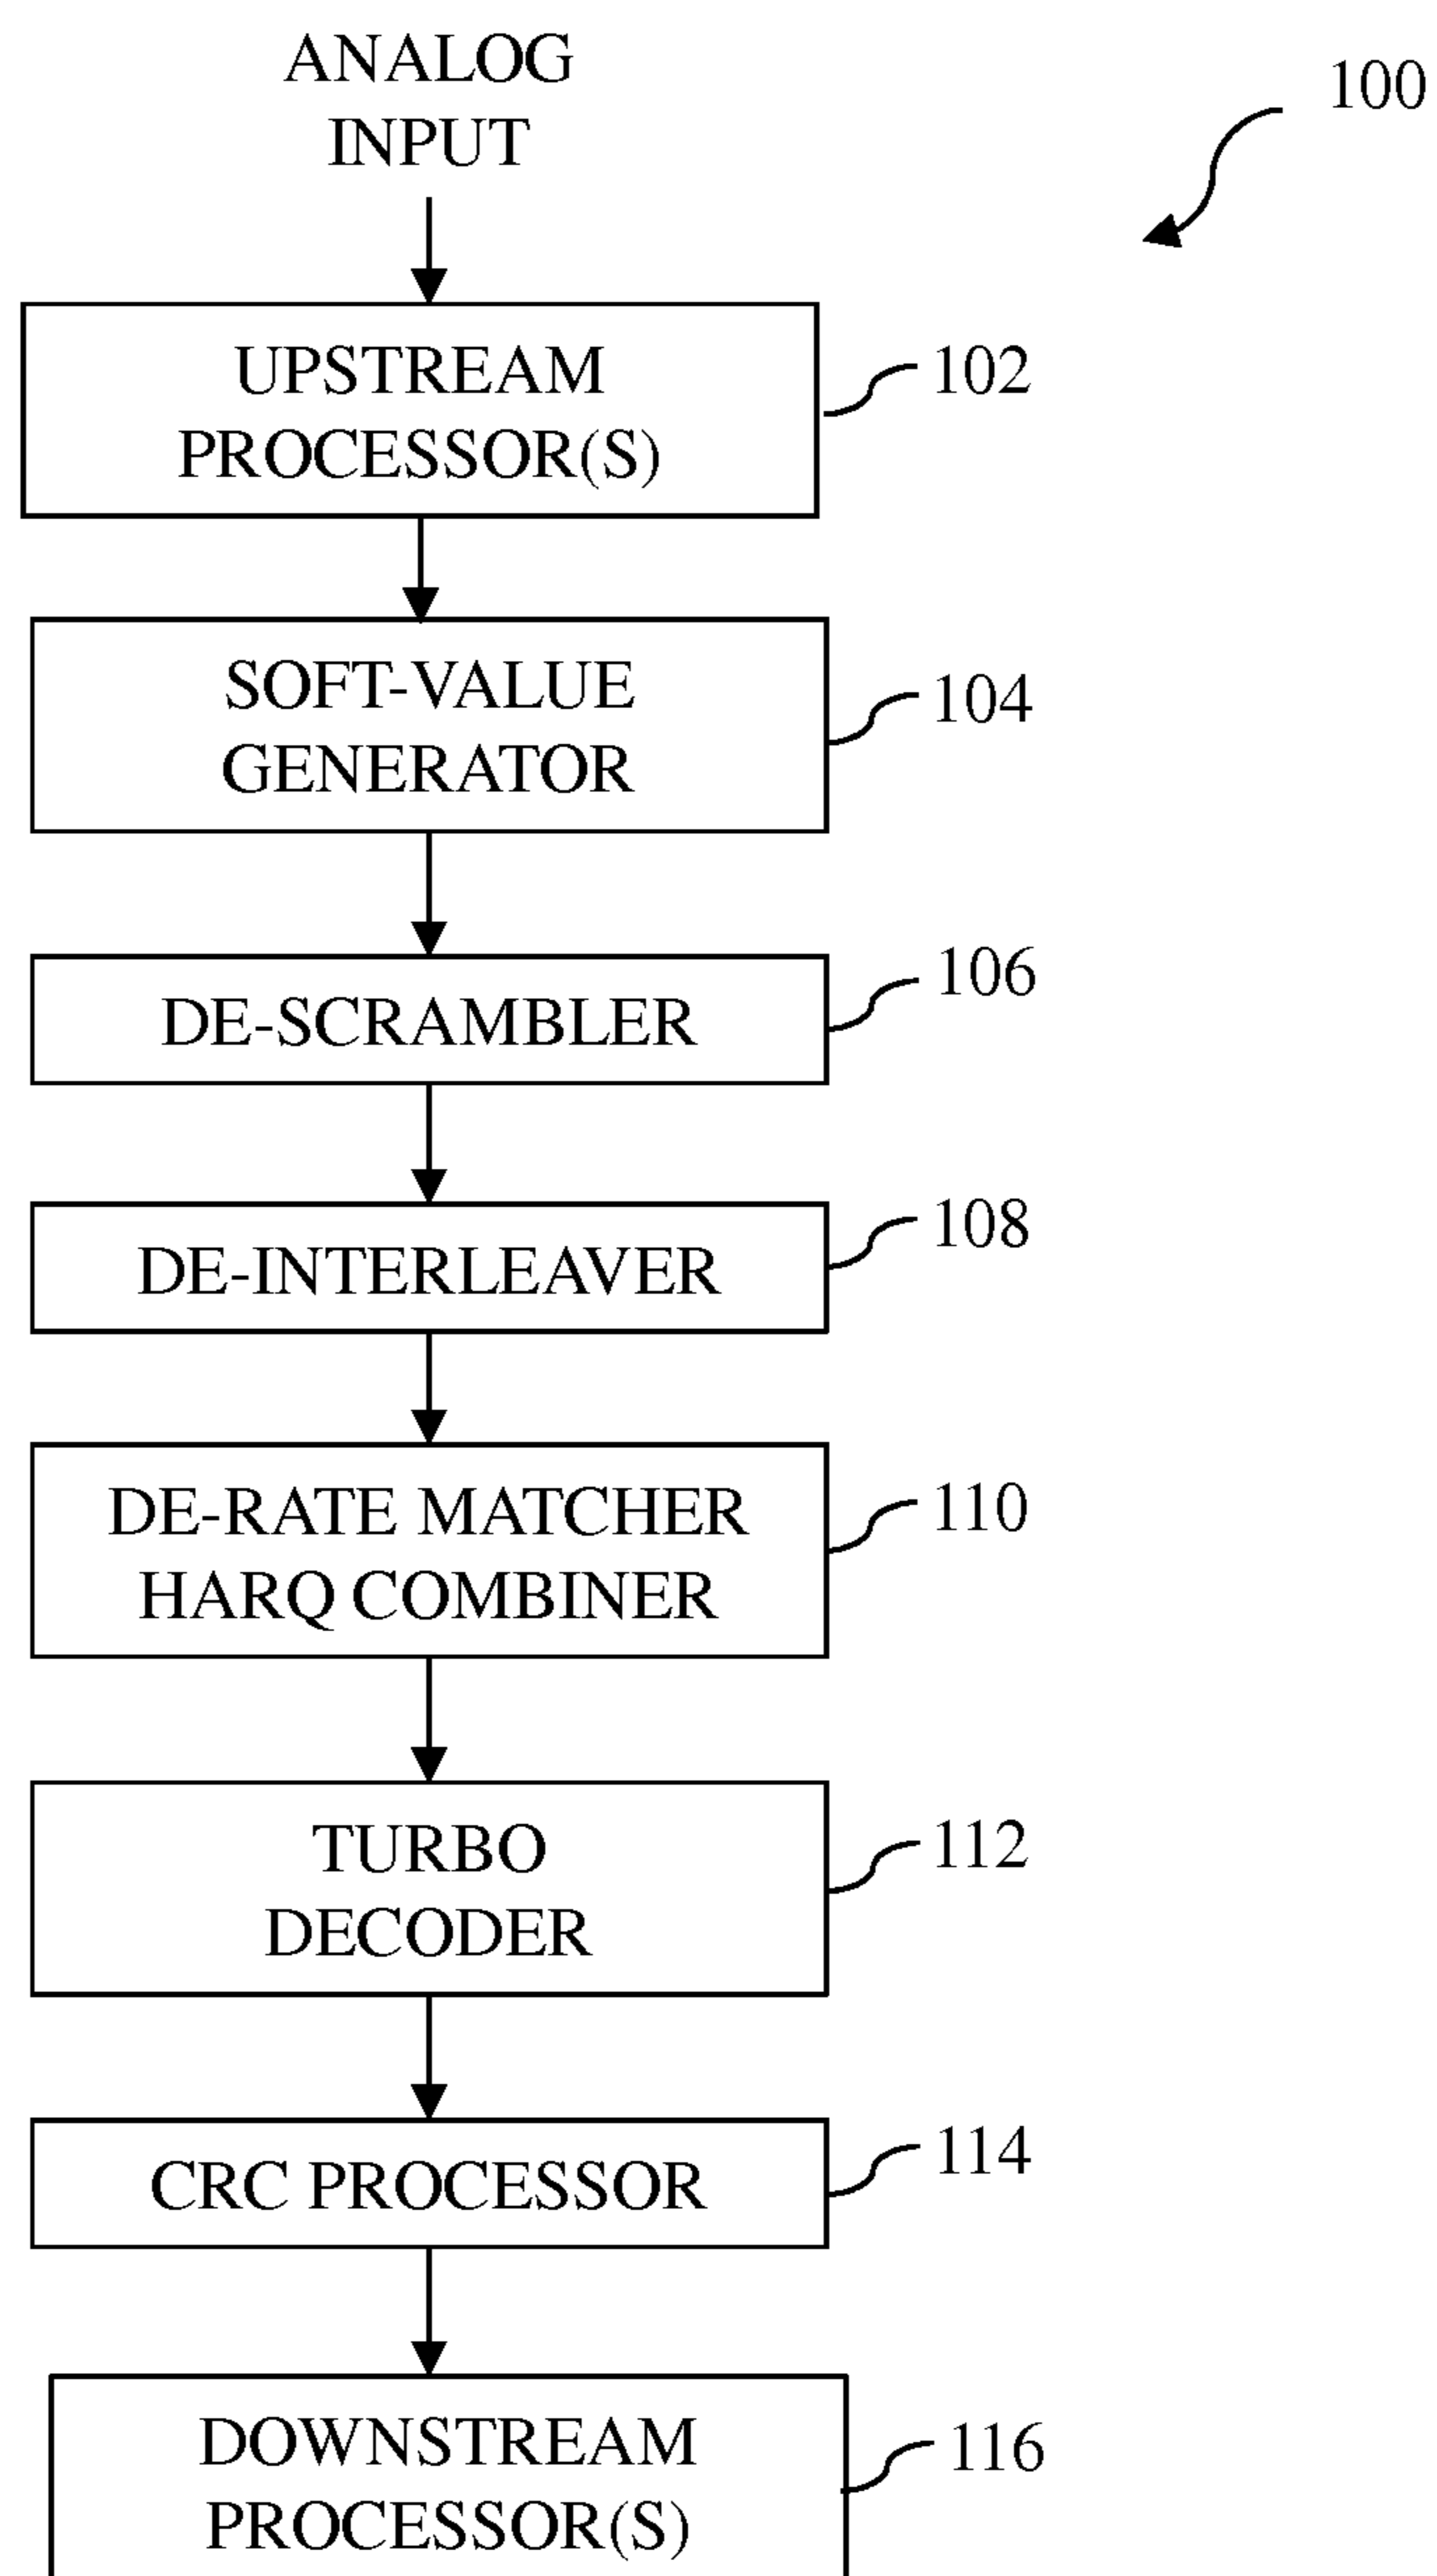 ANALOG
INPUT
100
UPSTREAM
PROCESSOR(S)
102
SOFT-VALUE
GENERATOR
104
DE-SCRAMBLER
106
DE-INTERLEAVER
108
DE-RATE MATCHER
HARQ COMBINER
110
TURBO
DECODER
112
CRC PROCESSOR
114
DOWNSTREAM
PROCESSOR(S)
116